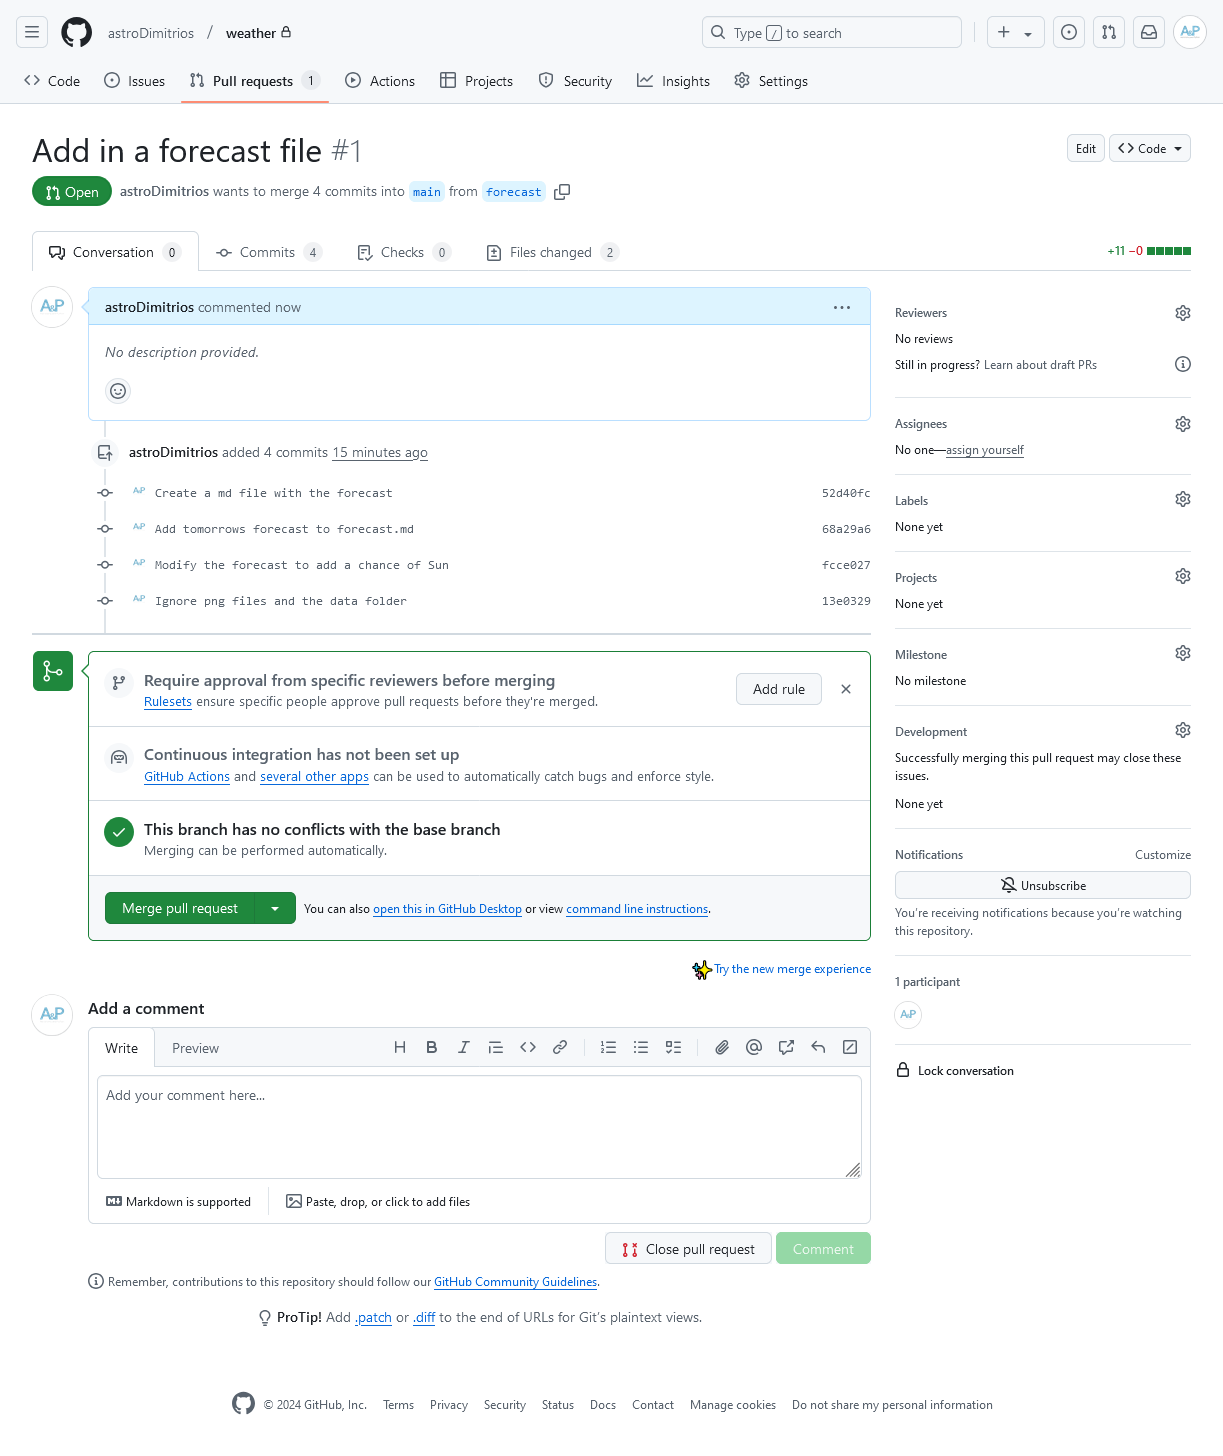 astroDimitrios / weather
Type / to search
A&P
Code
Issues
Pull requests 1
Actions
Projects
Security
Insights
Settings
Add in a forecast file #1
Edit
Code
Open
astroDimitrios wants to merge 4 commits into main from forecast
Conversation 0
Commits 4
Checks 0
Files changed 2
+11 −0
A&P
astroDimitrios commented now
No description provided.
astroDimitrios added 4 commits 15 minutes ago
A&P Create a md file with the forecast 52d40fc
A&P Add tomorrows forecast to forecast.md 68a29a6
A&P Modify the forecast to add a chance of Sun fcce027
A&P Ignore png files and the data folder 13e0329
Require approval from specific reviewers before merging
Rulesets ensure specific people approve pull requests before they're merged.
Add rule
Continuous integration has not been set up
GitHub Actions and several other apps can be used to automatically catch bugs and enforce style.
This branch has no conflicts with the base branch
Merging can be performed automatically.
Merge pull request
You can also open this in GitHub Desktop or view command line instructions.
Try the new merge experience
A&P
Add a comment
Write
Preview
H B I
Add your comment here...
Markdown is supported
Paste, drop, or click to add files
Close pull request
Comment
Remember, contributions to this repository should follow our GitHub Community Guidelines.
ProTip! Add .patch or .diff to the end of URLs for Git's plaintext views.
Reviewers
No reviews
Still in progress? Learn about draft PRs
Assignees
No one—assign yourself
Labels
None yet
Projects
None yet
Milestone
No milestone
Development
Successfully merging this pull request may close these
issues.
None yet
Notifications
Customize
Unsubscribe
You're receiving notifications because you're watching
this repository.
1 participant
A&P
Lock conversation
© 2024 GitHub, Inc.
Terms
Privacy
Security
Status
Docs
Contact
Manage cookies
Do not share my personal information